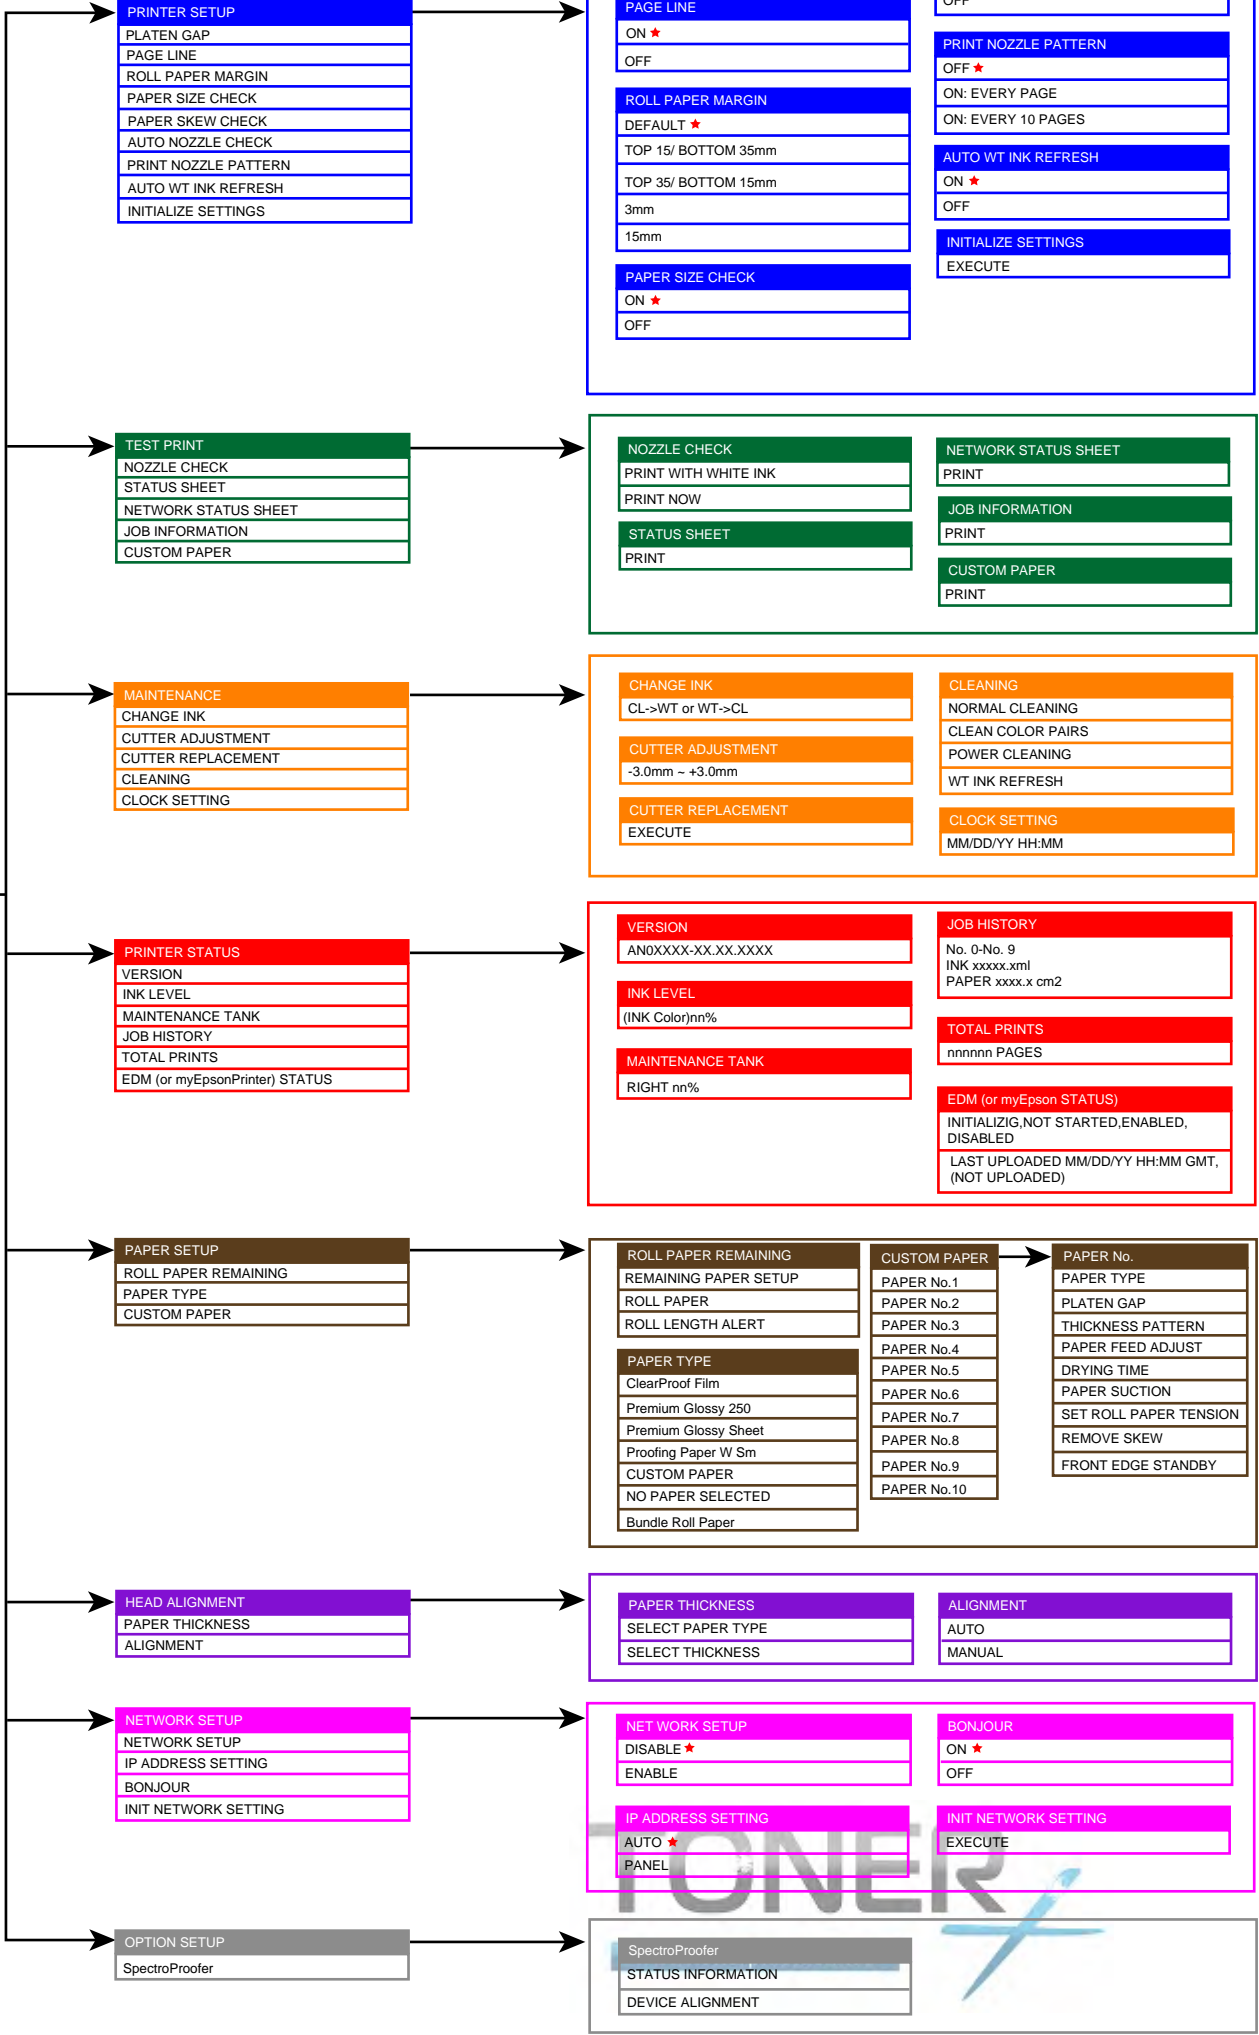 PRINTER SETUP
PLATEN GAP
PAGE LINE
ROLL PAPER MARGIN
PAPER SIZE CHECK
PAPER SKEW CHECK
AUTO NOZZLE CHECK
PRINT NOZZLE PATTERN
AUTO WT INK REFRESH
INITIALIZE SETTINGS
PAGE LINE
ON ★
OFF
ROLL PAPER MARGIN
DEFAULT ★
TOP 15/ BOTTOM 35mm
TOP 35/ BOTTOM 15mm
3mm
15mm
PAPER SIZE CHECK
ON ★
OFF
OFF
PRINT NOZZLE PATTERN
OFF ★
ON: EVERY PAGE
ON: EVERY 10 PAGES
AUTO WT INK REFRESH
ON ★
OFF
INITIALIZE SETTINGS
EXECUTE
TEST PRINT
NOZZLE CHECK
STATUS SHEET
NETWORK STATUS SHEET
JOB INFORMATION
CUSTOM PAPER
NOZZLE CHECK
PRINT WITH WHITE INK
PRINT NOW
STATUS SHEET
PRINT
NETWORK STATUS SHEET
PRINT
JOB INFORMATION
PRINT
CUSTOM PAPER
PRINT
MAINTENANCE
CHANGE INK
CUTTER ADJUSTMENT
CUTTER REPLACEMENT
CLEANING
CLOCK SETTING
CHANGE INK
CL->WT or WT->CL
CUTTER ADJUSTMENT
-3.0mm ~ +3.0mm
CUTTER REPLACEMENT
EXECUTE
CLEANING
NORMAL CLEANING
CLEAN COLOR PAIRS
POWER CLEANING
WT INK REFRESH
CLOCK SETTING
MM/DD/YY HH:MM
PRINTER STATUS
VERSION
INK LEVEL
MAINTENANCE TANK
JOB HISTORY
TOTAL PRINTS
EDM (or myEpsonPrinter) STATUS
VERSION
AN0XXXX-XX.XX.XXXX
INK LEVEL
(INK Color)nn%
MAINTENANCE TANK
RIGHT nn%
JOB HISTORY
No. 0-No. 9
INK xxxxx.xml
PAPER xxxx.x cm2
TOTAL PRINTS
nnnnnn PAGES
EDM (or myEpson STATUS)
INITIALIZIG,NOT STARTED,ENABLED,
DISABLED
LAST UPLOADED MM/DD/YY HH:MM GMT,
(NOT UPLOADED)
PAPER SETUP
ROLL PAPER REMAINING
PAPER TYPE
CUSTOM PAPER
ROLL PAPER REMAINING
REMAINING PAPER SETUP
ROLL PAPER
ROLL LENGTH ALERT
PAPER TYPE
ClearProof Film
Premium Glossy 250
Premium Glossy Sheet
Proofing Paper W Sm
CUSTOM PAPER
NO PAPER SELECTED
Bundle Roll Paper
CUSTOM PAPER
PAPER No.1
PAPER No.2
PAPER No.3
PAPER No.4
PAPER No.5
PAPER No.6
PAPER No.7
PAPER No.8
PAPER No.9
PAPER No.10
PAPER No.
PAPER TYPE
PLATEN GAP
THICKNESS PATTERN
PAPER FEED ADJUST
DRYING TIME
PAPER SUCTION
SET ROLL PAPER TENSION
REMOVE SKEW
FRONT EDGE STANDBY
HEAD ALIGNMENT
PAPER THICKNESS
ALIGNMENT
PAPER THICKNESS
SELECT PAPER TYPE
SELECT THICKNESS
ALIGNMENT
AUTO
MANUAL
NETWORK SETUP
NETWORK SETUP
IP ADDRESS SETTING
BONJOUR
INIT NETWORK SETTING
NET WORK SETUP
DISABLE ★
ENABLE
IP ADDRESS SETTING
AUTO ★
PANEL
BONJOUR
ON ★
OFF
INIT NETWORK SETTING
EXECUTE
TONER
OPTION SETUP
SpectroProofer
SpectroProofer
STATUS INFORMATION
DEVICE ALIGNMENT